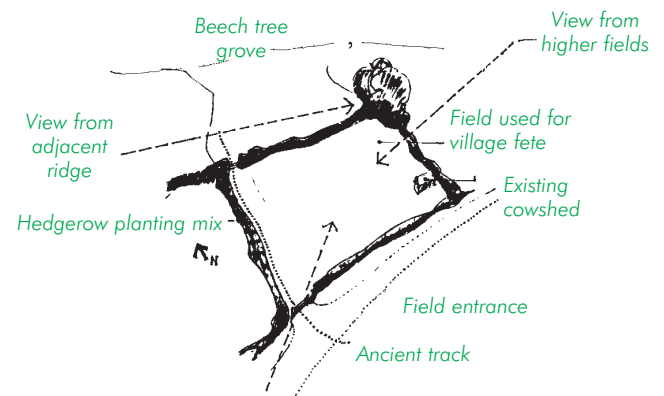 Beech tree
grove
View from
higher fields
View from
adjacent
ridge
Field used for
village fete
Existing
cowshed
Hedgerow planting mix
N
Field entrance
Ancient track